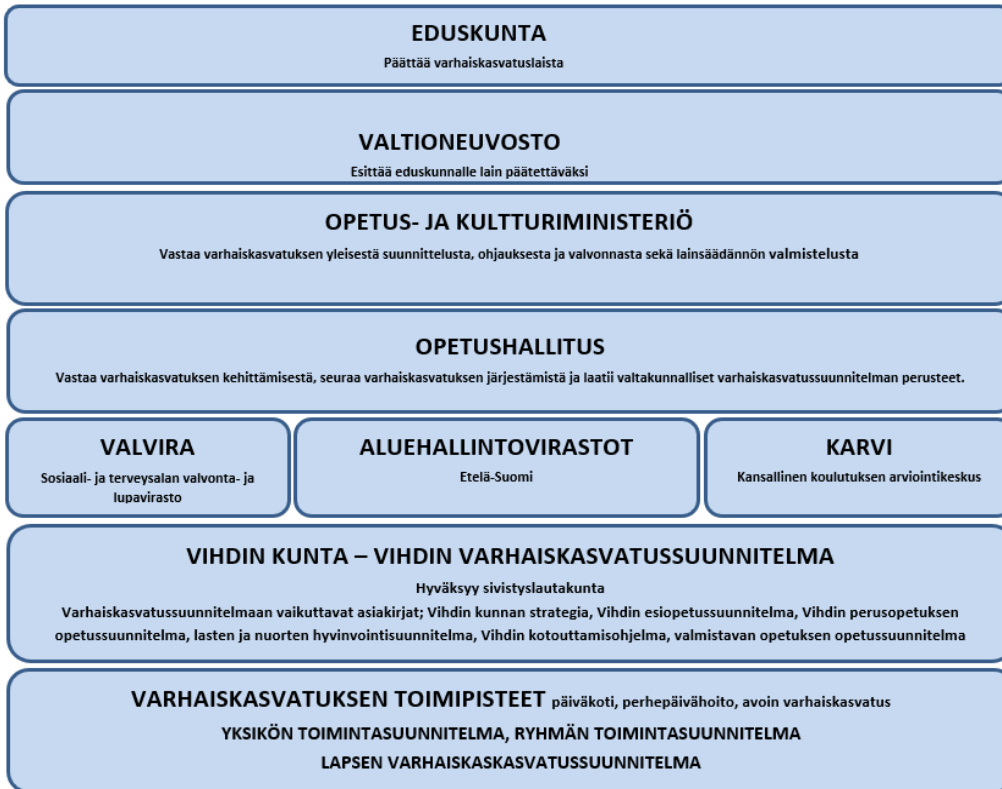 EDUSKUNTA
Päättää varhaiskasvatuslaista
VALTIONEUVOSTO
Esittää eduskunnalle lain päätettäväksi
OPETUS- JA KULTTURIMINISTERIÖ
Vastaa varhaiskasvatuksen yleisestä suunnittelusta, ohjauksesta ja valvonnasta sekä lainsäädännön valmistelusta
OPETUSHALLITUS
Vastaa varhaiskasvatuksen kehittämisestä, seuraa varhaiskasvatuksen järjestämistä ja laatii valtakunnalliset varhaiskasvatussuunnitelman perusteet.
VALVIRA
Sosiaali- ja terveysalan valvonta- ja
lupavirasto
ALUEHALLINTOVIRASTOT
Etelä-Suomi
KARVI
Kansallinen koulutuksen arviointikeskus
VIHDIN KUNTA – VIHDIN VARHAISKASVATUSSUUNNITELMA
Hyväksyy sivistyslautakunta
Varhaiskasvatussuunnitelmaan vaikuttavat asiakirjat; Vihdin kunnan strategia, Vihdin esiopetussuunnitelma, Vihdin perusopetuksen
opetussuunnitelma, lasten ja nuorten hyvinvointisuunnitelma, Vihdin kotouttamisohjelma, valmistavan opetuksen opetussuunnitelma
VARHAISKASVATUKSEN TOIMIPISTEET päiväkoti, perhepäivähoito, avoin varhaiskasvatus
YKSIKÖN TOIMINTASUUNNITELMA, RYHMÄN TOIMINTASUUNNITELMA
LAPSEN VARHAISKASKASVATUSSUUNNITELMA